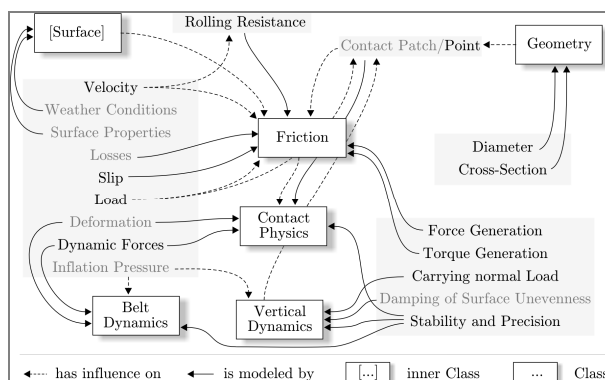 Rolling Resistance
[Surface]
Contact Patch/Point
Geometry
Velocity
Weather Conditions
Surface Properties
Friction
Losses
Diameter
Slip
Cross-Section
Load
Deformation
Contact
Physics
Force Generation
Dynamic Forces
Torque Generation
Inflation Pressure
Carrying normal Load
Damping of Surface Unevenness
Belt
Dynamics
Vertical
Dynamics
Stability and Precision
has influence on
is modeled by
[...] inner Class
... Class